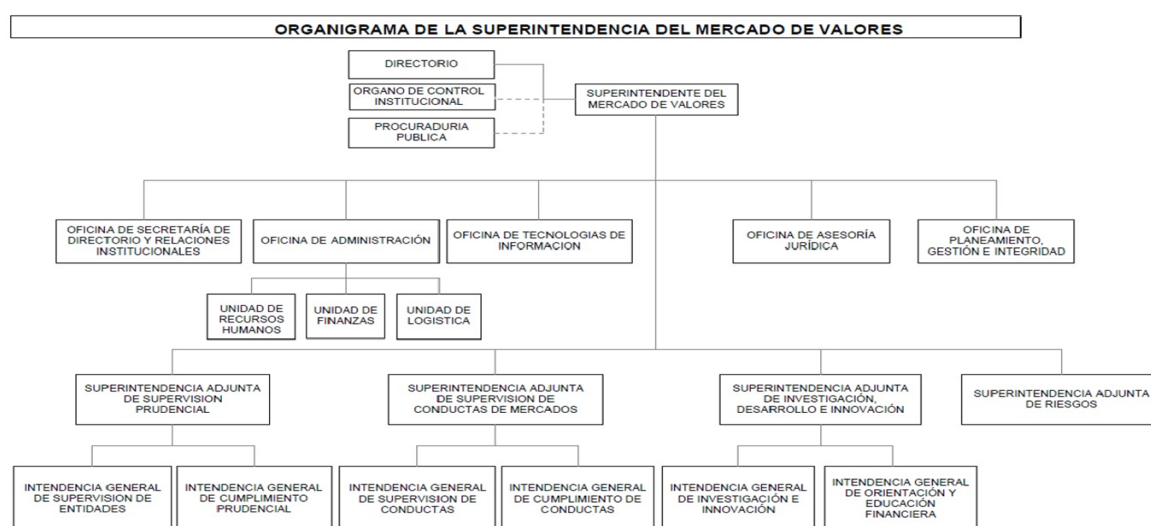 ORGANIGRAMA DE LA SUPERINTENDENCIA DEL MERCADO DE VALORES
DIRECTORIO
ORGANO DE CONTROL
INSTITUCIONAL
SUPERINTENDENTE DEL
MERCADO DE VALORES
PROCURADURIA
PUBLICA
OFICINA DE SECRETARÍA DE
DIRECTORIO Y RELACIONES
INSTITUCIONALES
OFICINA DE ADMINISTRACIÓN
OFICINA DE TECNOLOGIAS DE
INFORMACION
OFICINA DE ASESORÍA
JURÍDICA
OFICINA DE
PLANEAMIENTO,
GESTIÓN E INTEGRIDAD
UNIDAD DE
RECURSOS
HUMANOS
UNIDAD DE
FINANZAS
UNIDAD DE
LOGISTICA
SUPERINTENDENCIA ADJUNTA
DE SUPERVISION
PRUDENCIAL
SUPERINTENDENCIA ADJUNTA
DE SUPERVISION DE
CONDUCTAS DE MERCADOS
SUPERINTENDENCIA ADJUNTA
DE INVESTIGACIÓN,
DESARROLLO E INNOVACIÓN
SUPERINTENDENCIA ADJUNTA
DE RIESGOS
INTENDENCIA GENERAL
DE SUPERVISION DE
ENTIDADES
INTENDENCIA GENERAL
DE CUMPLIMIENTO
PRUDENCIAL
INTENDENCIA GENERAL
DE SUPERVISION DE
CONDUCTAS
INTENDENCIA GENERAL
DE CUMPLIMIENTO DE
CONDUCTAS
INTENDENCIA GENERAL
DE INVESTIGACIÓN E
INNOVACIÓN
INTENDENCIA GENERAL
DE ORIENTACIÓN Y
EDUCACIÓN
FINANCIERA